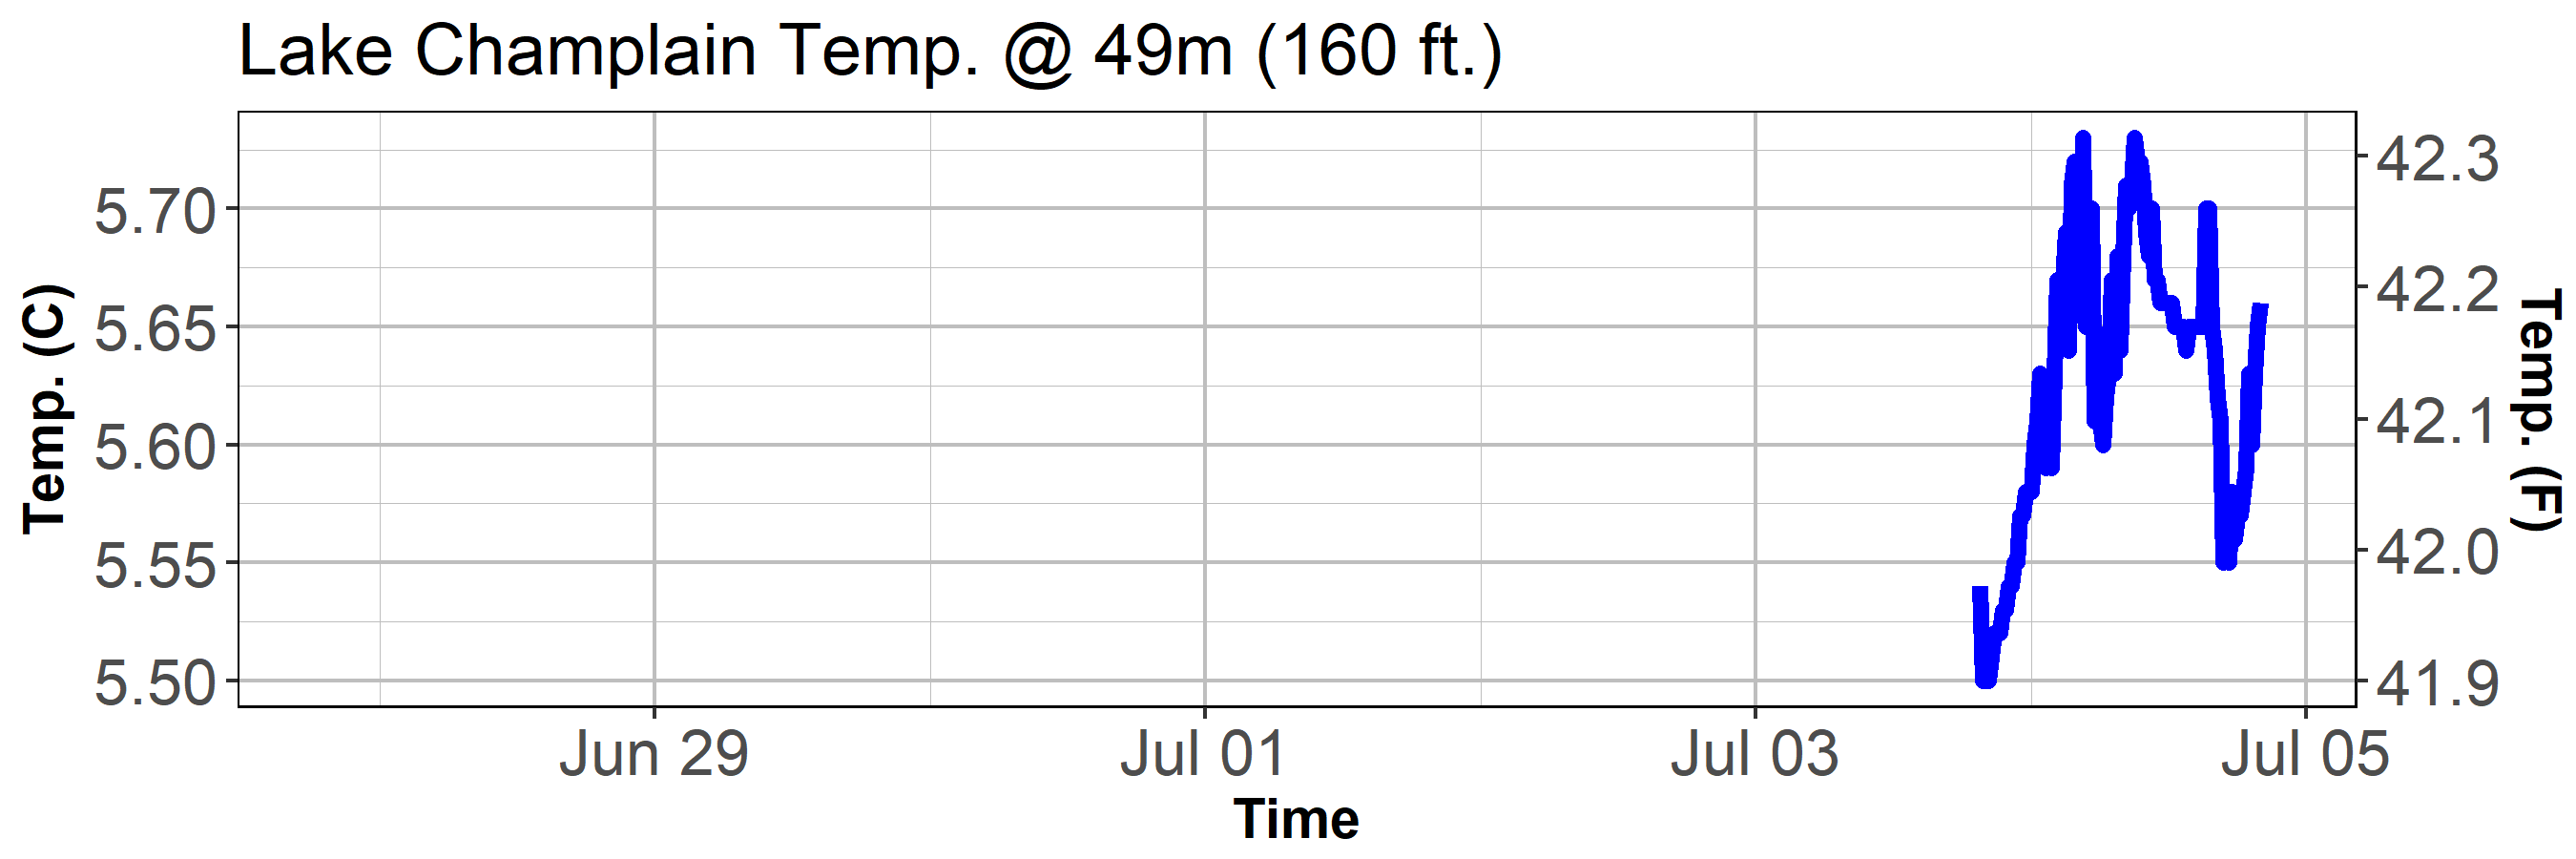 Lake Champlain Temp. @ 49m (160 ft.)
Temp. (C)
5.70
5.65
5.60
5.55
5.50
42.3
42.2
42.1
42.0
41.9
Temp. (F)
Jun 29 Jul 01 Jul 03 Jul 05
Time